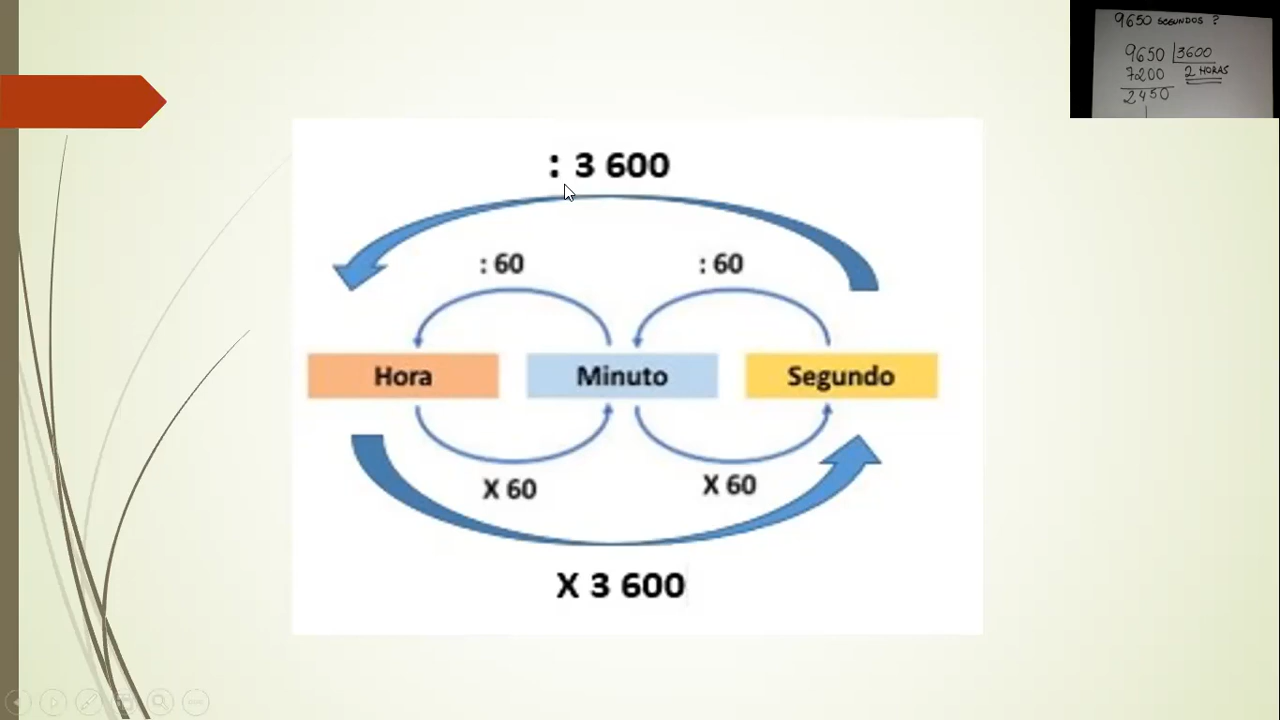 9650 SEGUNDOS ?
9650 3600
7200 2 HORAS
2450
: 3 600
: 60 : 60
Hora Minuto Segundo
X 60 X 60
X 3 600